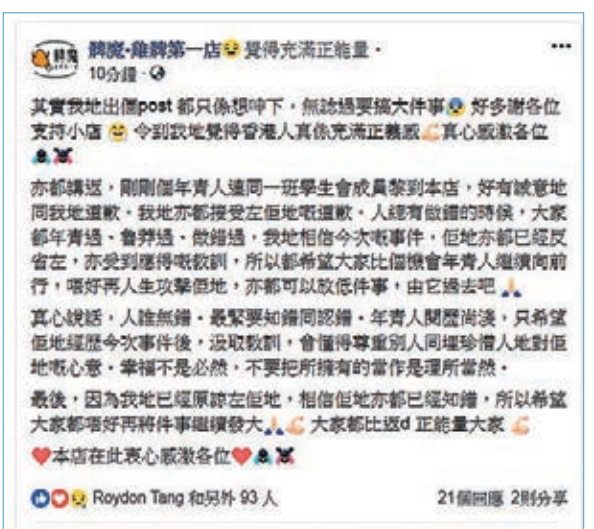 髀魔
髀魔-雞髀第一店 覺得充滿正能量。
10分鐘
其實我地出個post 都只係想呻下，無諗過要搞大件事 好多謝各位
支持小店 令到我地覺得香港人真係充滿正義感 真心感激各位
亦都講返，剛剛個年青人連同一班學生會成員黎到本店，好有誠意地
同我地道歉。我地亦都接受左佢地嘅道歉。人總有做錯的時侯，大家
都年青過、魯莽過、做錯過，我地相信今次嘅事件，佢地亦都已經反
省左，亦受到應得嘅教訓，所以都希望大家比個機會年青人繼續向前
行，唔好再人生攻擊佢地，亦都可以放低件事，由它過去吧
真心說話，人誰無錯。最緊要知錯同認錯。年青人閱歷尚淺，只希望
佢地經歷今次事件後，汲取教訓，會懂得尊重別人同埋珍惜人地對佢
地嘅心意。幸福不是必然，不要把所擁有的當作是理所當然。
最後，因為我地已經原諒左佢地，相信佢地亦都已經知錯，所以希望
大家都唔好再將件事繼續發大 大家都比返d 正能量大家
本店在此衷心感激各位
Roydon Tang 和另外 93 人 21個回應 2則分享